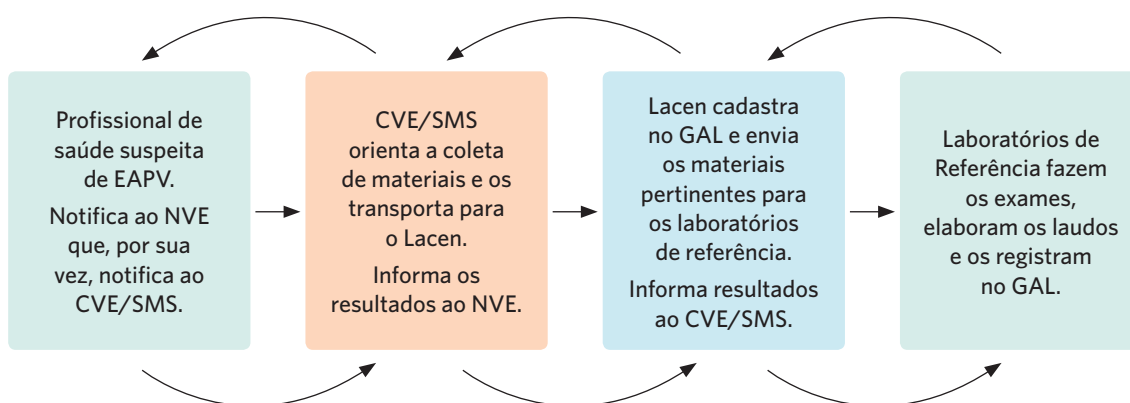 Profissional de
saúde suspeita
de EAPV.
Notifica ao NVE
que, por sua
vez, notifica ao
CVE/SMS.
CVE/SMS
orienta a coleta
de materiais e os
transporta para
o Lacen.
Informa os
resultados ao NVE.
Lacen cadastra
no GAL e envia
os materiais
pertinentes para
os laboratórios
de referência.
Informa resultados
ao CVE/SMS.
Laboratórios de
Referência fazem
os exames,
elaboram os laudos
e os registram
no GAL.